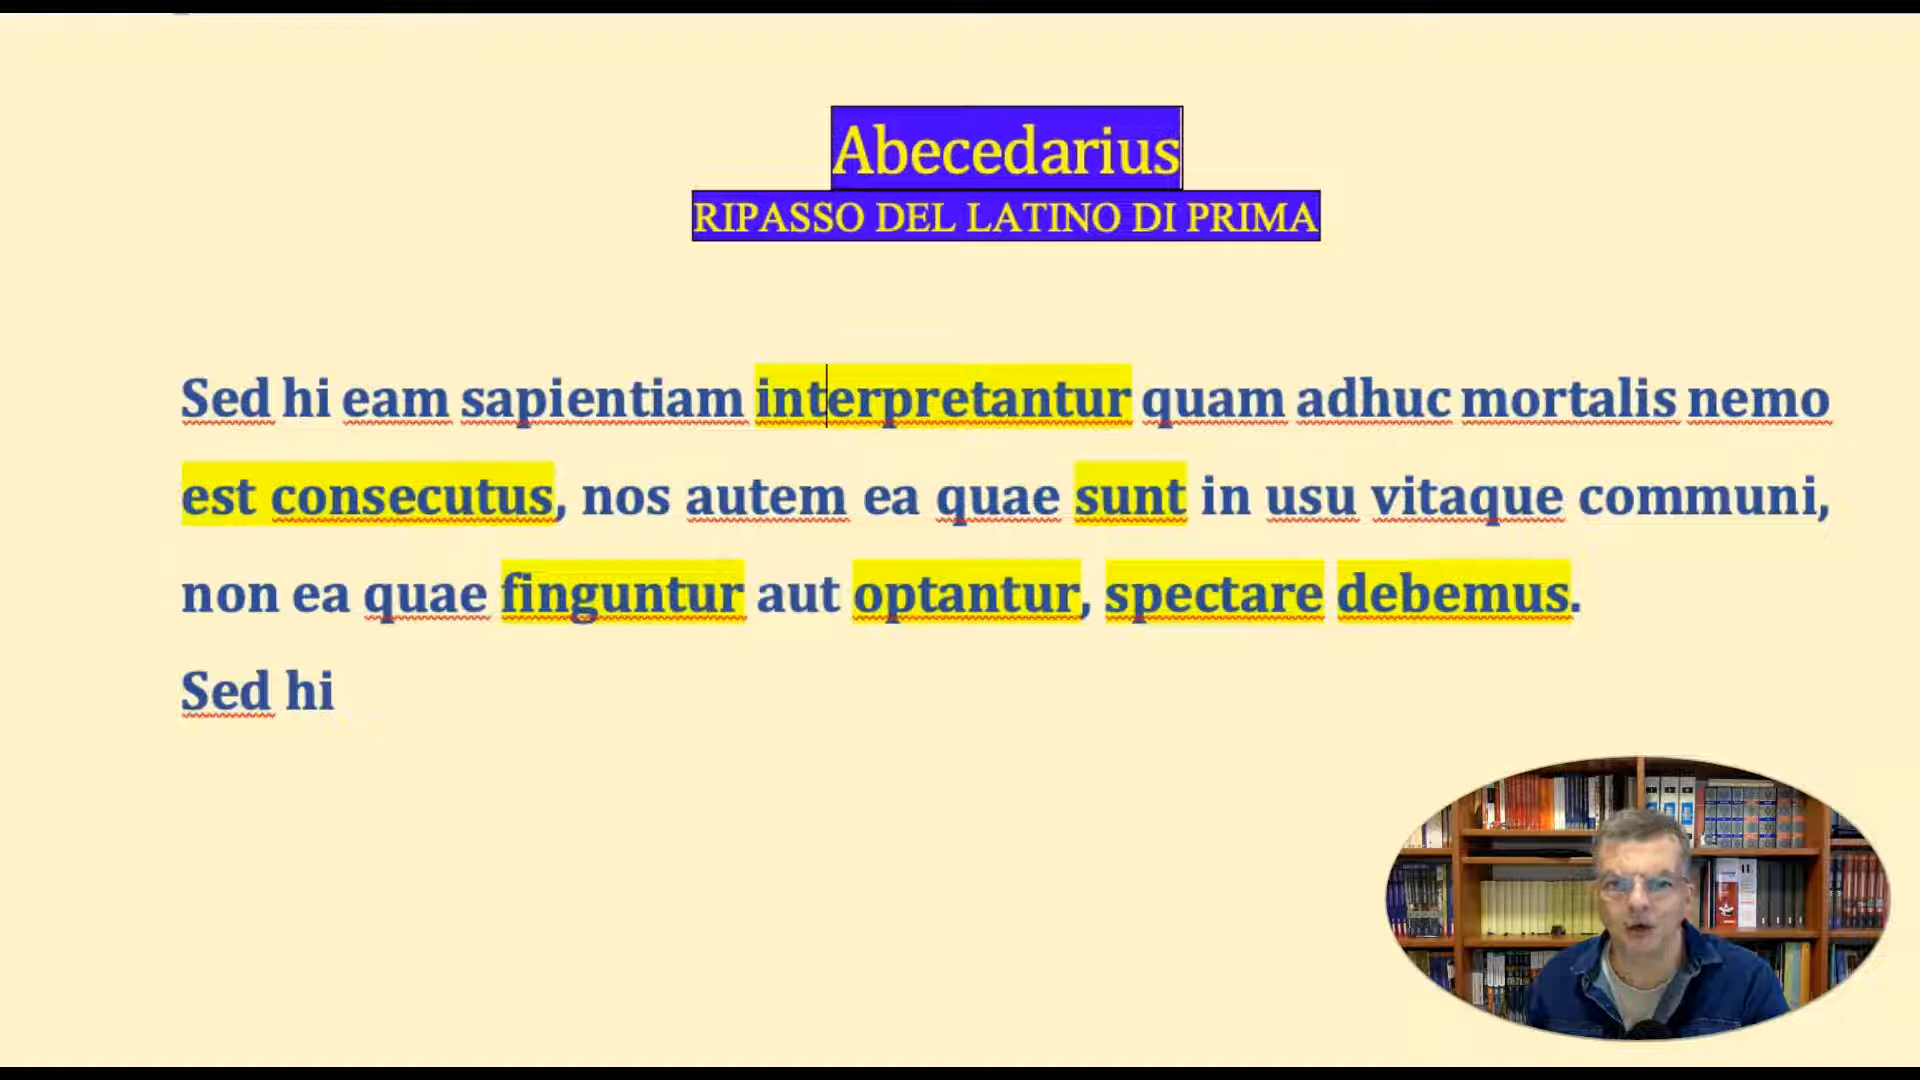 Abecedarius
RIPASSO DEL LATINO DI PRIMA
Sed hi eam sapientiam interpretantur quam adhuc mortalis nemo
est consecutus, nos autem ea quae sunt in usu vitaque communi,
non ea quae finguntur aut optantur, spectare debemus.
Sed hi